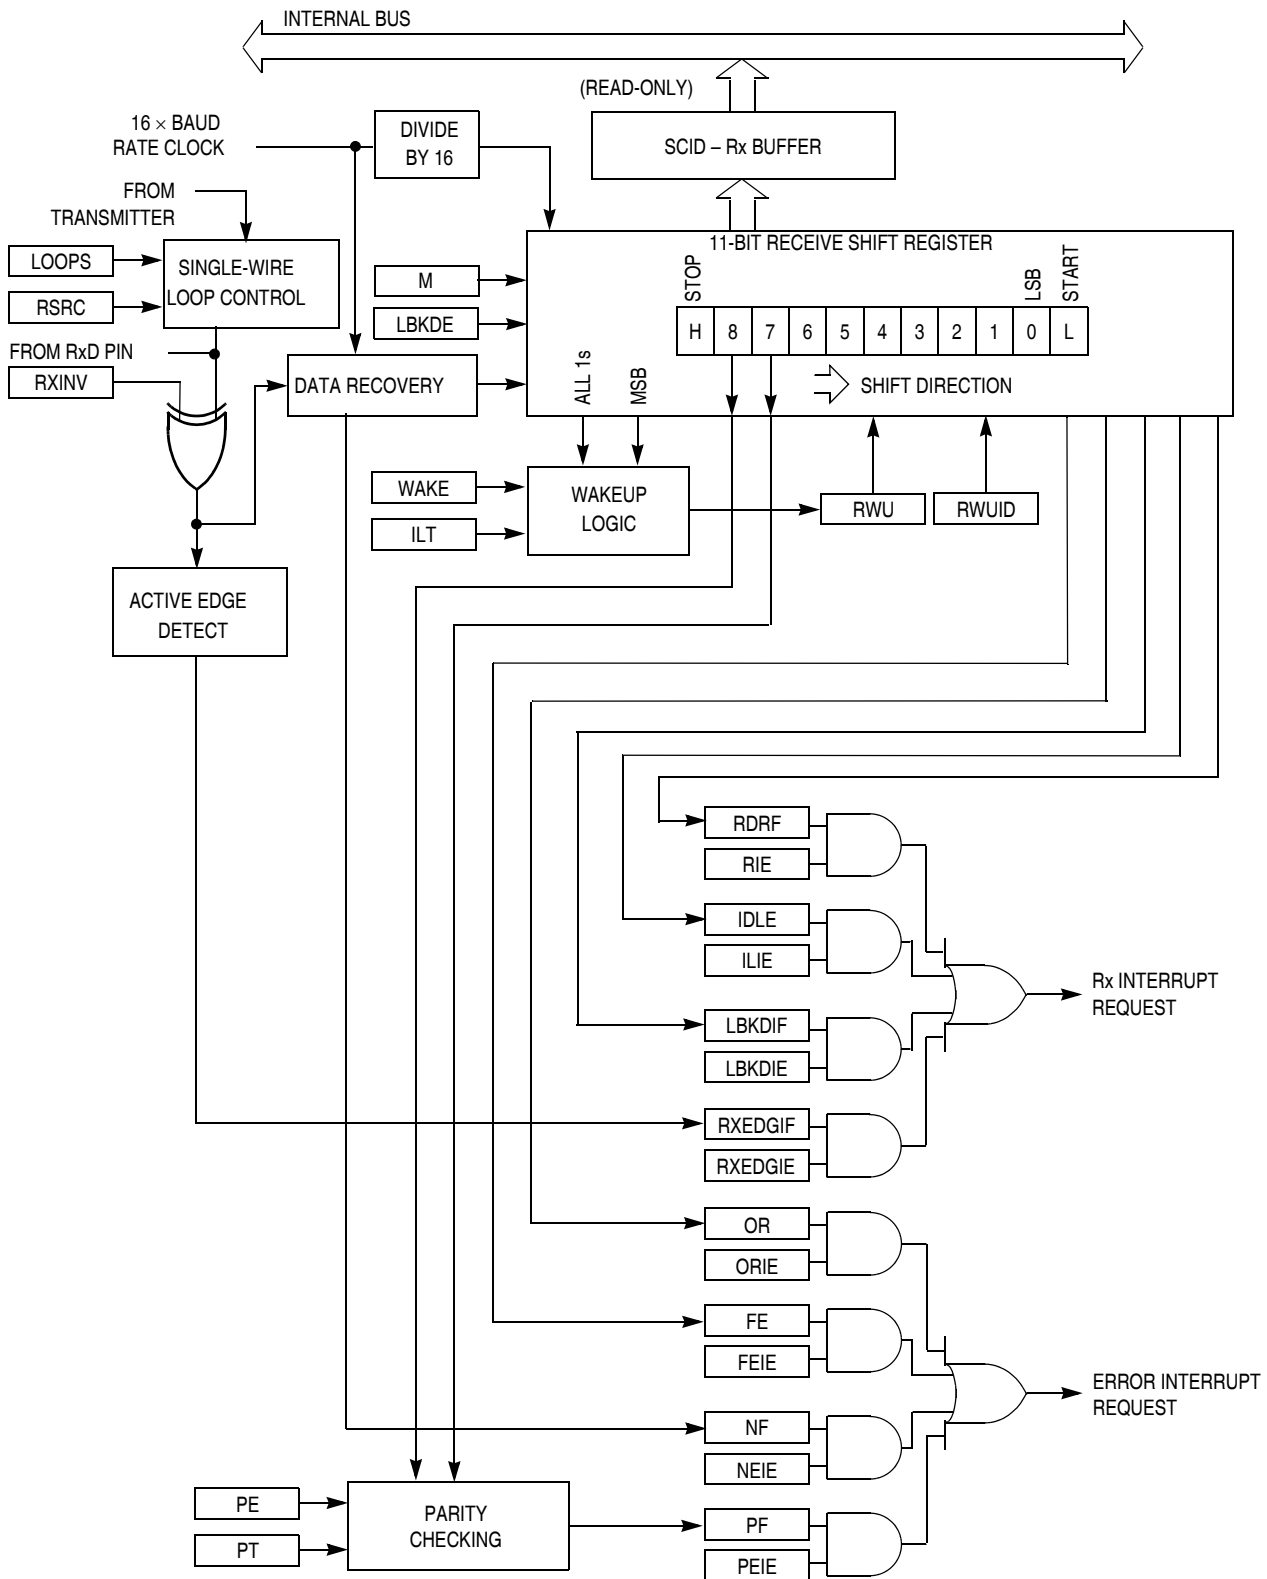 INTERNAL BUS
(READ-ONLY)
16 × BAUD
RATE CLOCK
DIVIDE
BY 16
SCID – Rx BUFFER
FROM
TRANSMITTER
11-BIT RECEIVE SHIFT REGISTER
LOOPS
RSRC
SINGLE-WIRE
LOOP CONTROL
M
LBKDE
STOP
LSB
START
H 8 7 6 5 4 3 2 1 0 L
FROM RxD PIN
RXINV
DATA RECOVERY
ALL 1s
MSB
SHIFT DIRECTION
WAKE
ILT
WAKEUP
LOGIC
RWU
RWUID
ACTIVE EDGE
DETECT
RDRF
RIE
IDLE
ILIE
Rx INTERRUPT
REQUEST
LBKDIF
LBKDIE
RXEDGIF
RXEDGIE
OR
ORIE
FE
FEIE
ERROR INTERRUPT
REQUEST
NF
NEIE
PE
PT
PARITY
CHECKING
PF
PEIE